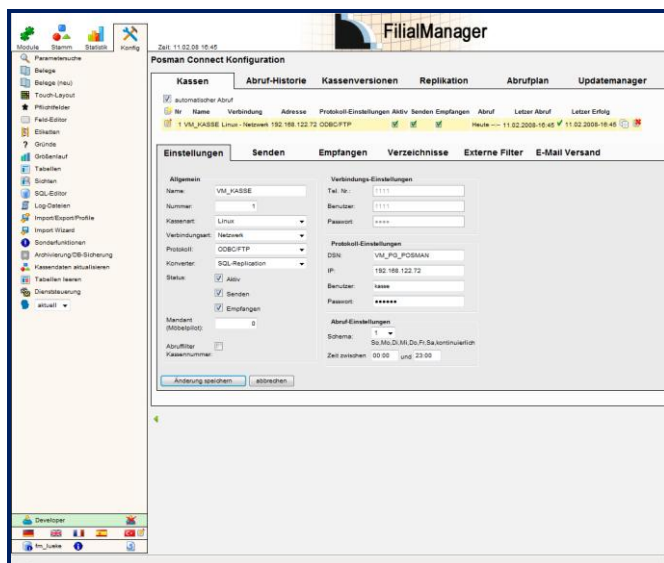 FilialManager
Module Stamm Statistik Konfig
Zeit: 11.02.08 16:46
Parametersuche
Belege
Belege (neu)
Touch-Layout
Pflichtfelder
Feld-Editor
Etiketten
Gründe
Größenlauf
Tabellen
Sichten
SQL-Editor
Log-Dateien
Import/Export/Profile
Import Wizard
Sonderfunktionen
Archivierung/DB-Sicherung
Kassendaten aktualisieren
Tabellen leeren
Dienststeuerung
aktuell
Developer
fm_lueke
Posman Connect Konfiguration
Kassen Abruf-Historie Kassenversionen Replikation Abrufplan Updatemanager
automatischer Abruf
Nr Name Verbindung Adresse Protokoll-Einstellungen Aktiv Senden Empfangen Abruf Letzer Abruf Letzer Erfolg
1 VM_KASSE Linux - Netzwerk 192.168.122.72 ODBC/FTP Heute --- 11.02.2008-16:45 11.02.2008-16:45
Einstellungen Senden Empfangen Verzeichnisse Externe Filter E-Mail Versand
Allgemein
Name: VM_KASSE
Nummer: 1
Kassenart: Linux
Verbindungsart: Netzwerk
Protokoll: ODBC/FTP
Konverter: SQL-Replication
Status: Aktiv
Senden
Empfangen
Mandant
(Möbelpilot): 0
Abruffilter
Kassennummer:
Verbindungs-Einstellungen
Tel. Nr.: 1111
Benutzer: 1111
Passwort: ****
Protokoll-Einstellungen
DSN: VM_PG_POSMAN
IP: 192.168.122.72
Benutzer: kasse
Passwort: ••••••
Abruf-Einstellungen
Schema: 1
So,Mo,Di,Mi,Do,Fr,Sa,kontinuierlich
Zeit zwischen 00:00 und 23:00
Änderung speichern abbrechen